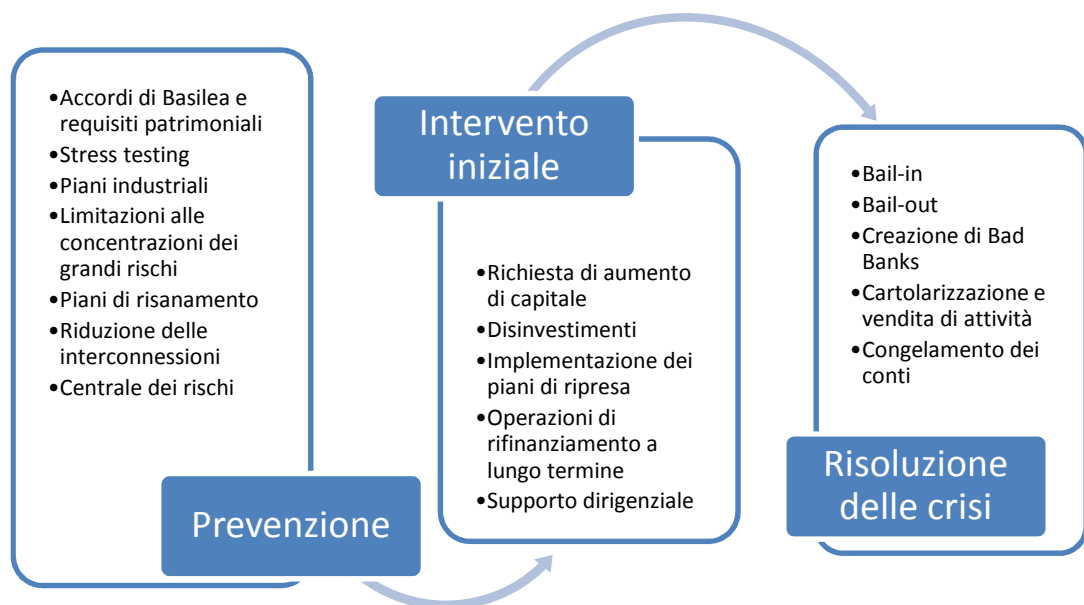 •Accordi di Basilea e
requisiti patrimoniali
•Stress testing
•Piani industriali
•Limitazioni alle
concentrazioni dei
grandi rischi
•Piani di risanamento
•Riduzione delle
interconnessioni
•Centrale dei rischi
Prevenzione
Intervento
iniziale
•Richiesta di aumento
di capitale
•Disinvestimenti
•Implementazione dei
piani di ripresa
•Operazioni di
rifinanziamento a
lungo termine
•Supporto dirigenziale
•Bail-in
•Bail-out
•Creazione di Bad
Banks
•Cartolarizzazione e
vendita di attività
•Congelamento dei
conti
Risoluzione
delle crisi